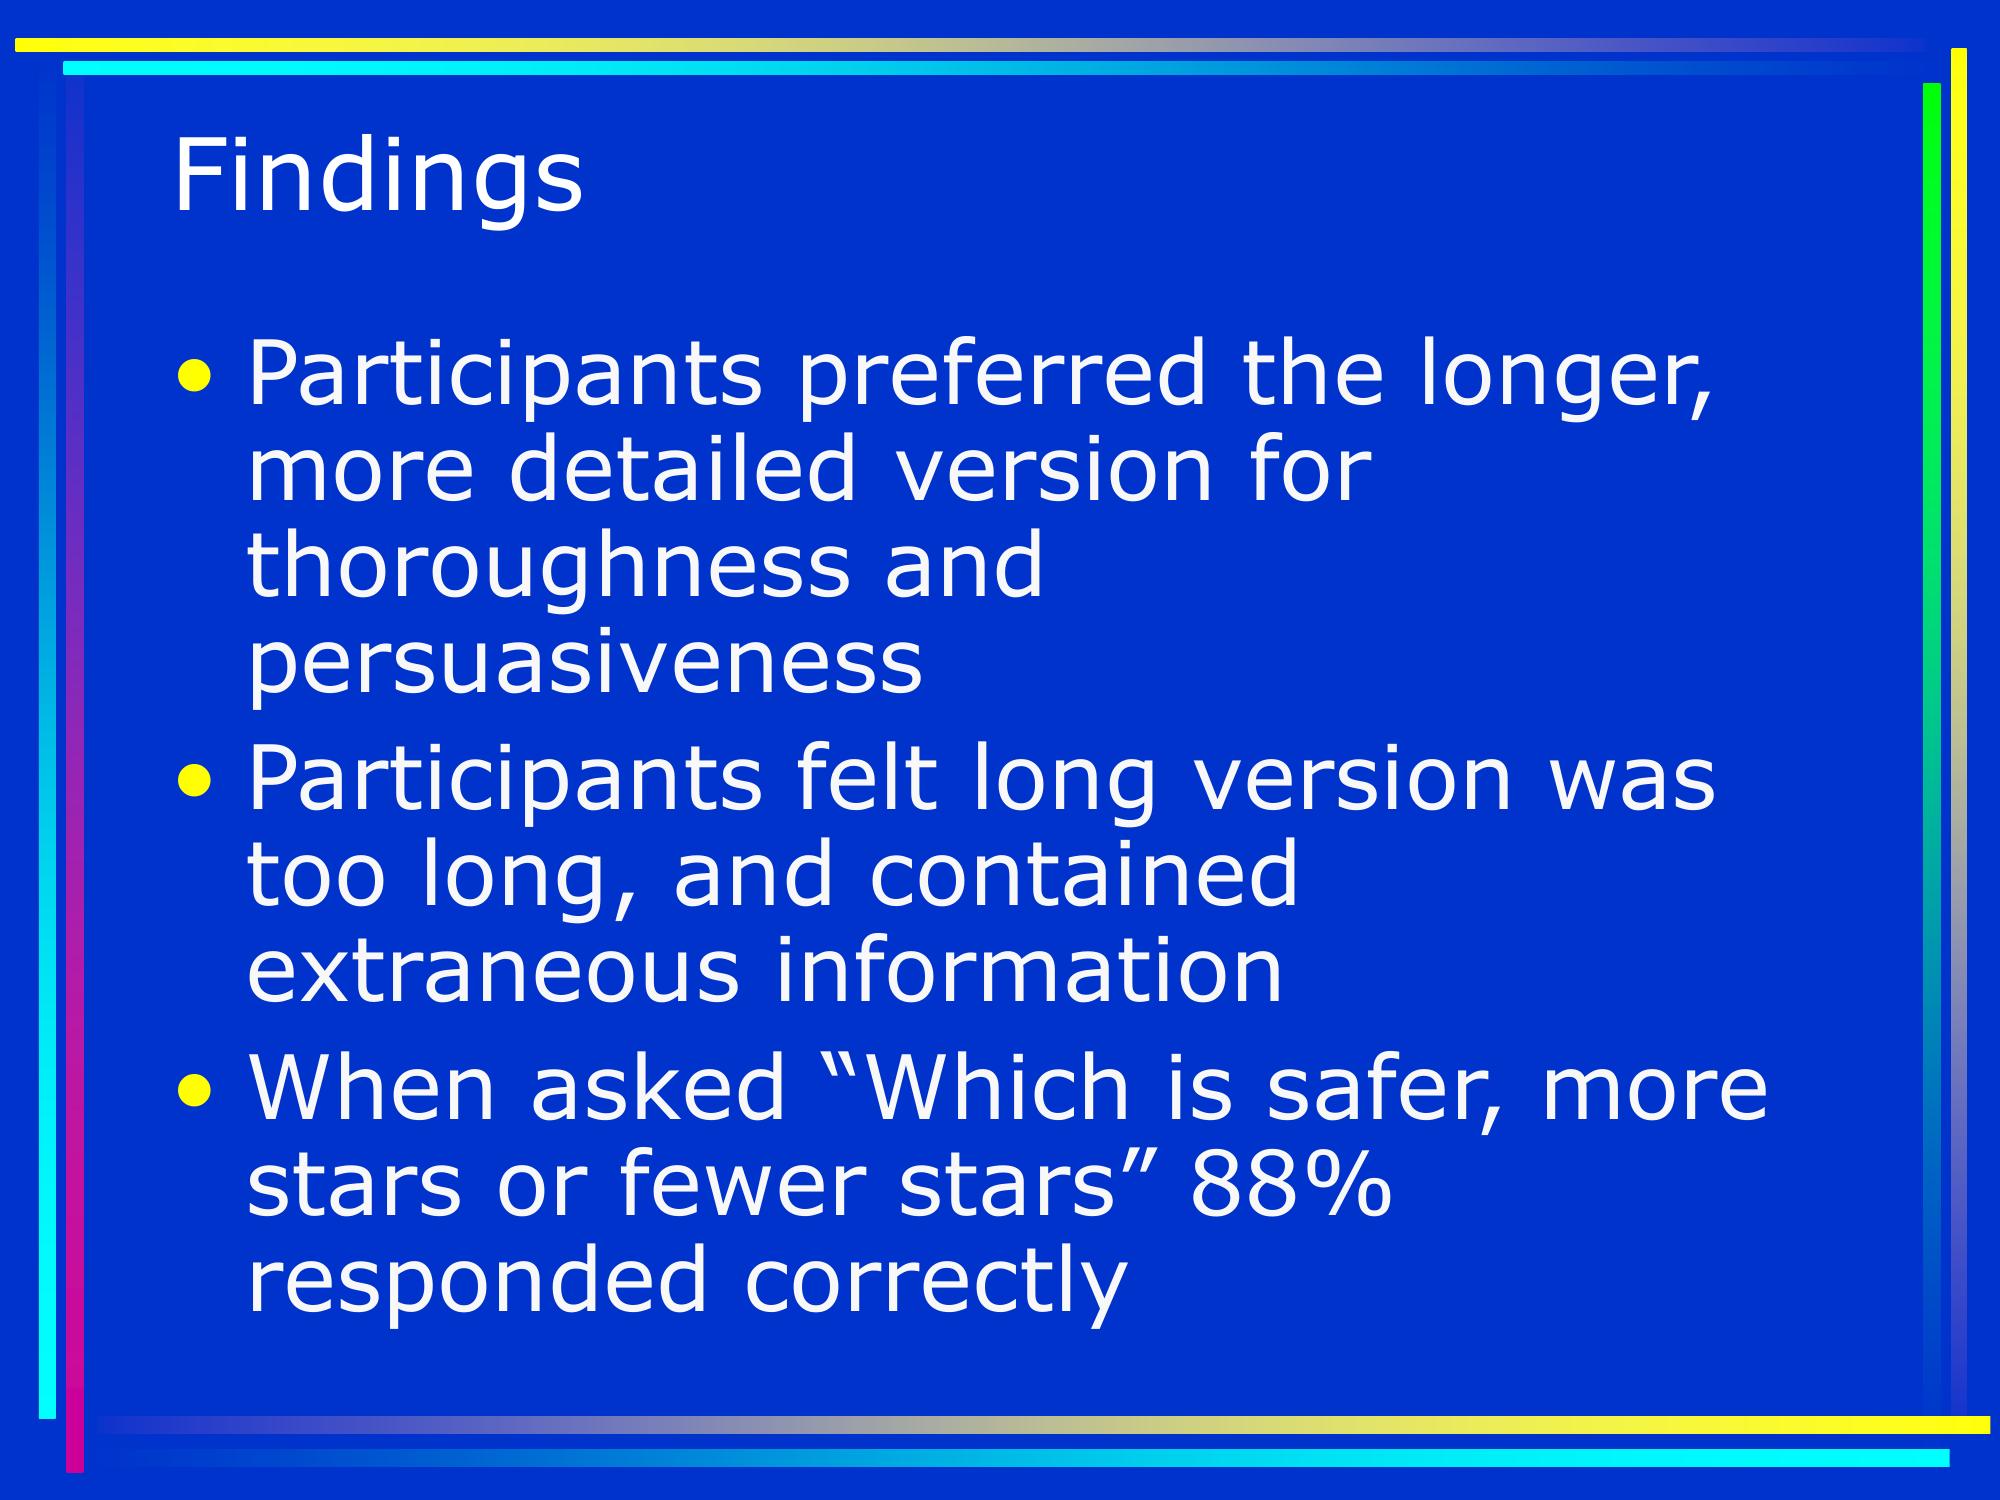 Findings
• Participants preferred the longer,
more detailed version for
thoroughness and
persuasiveness
• Participants felt long version was
too long, and contained
extraneous information
• When asked “Which is safer, more
stars or fewer stars” 88%
responded correctly